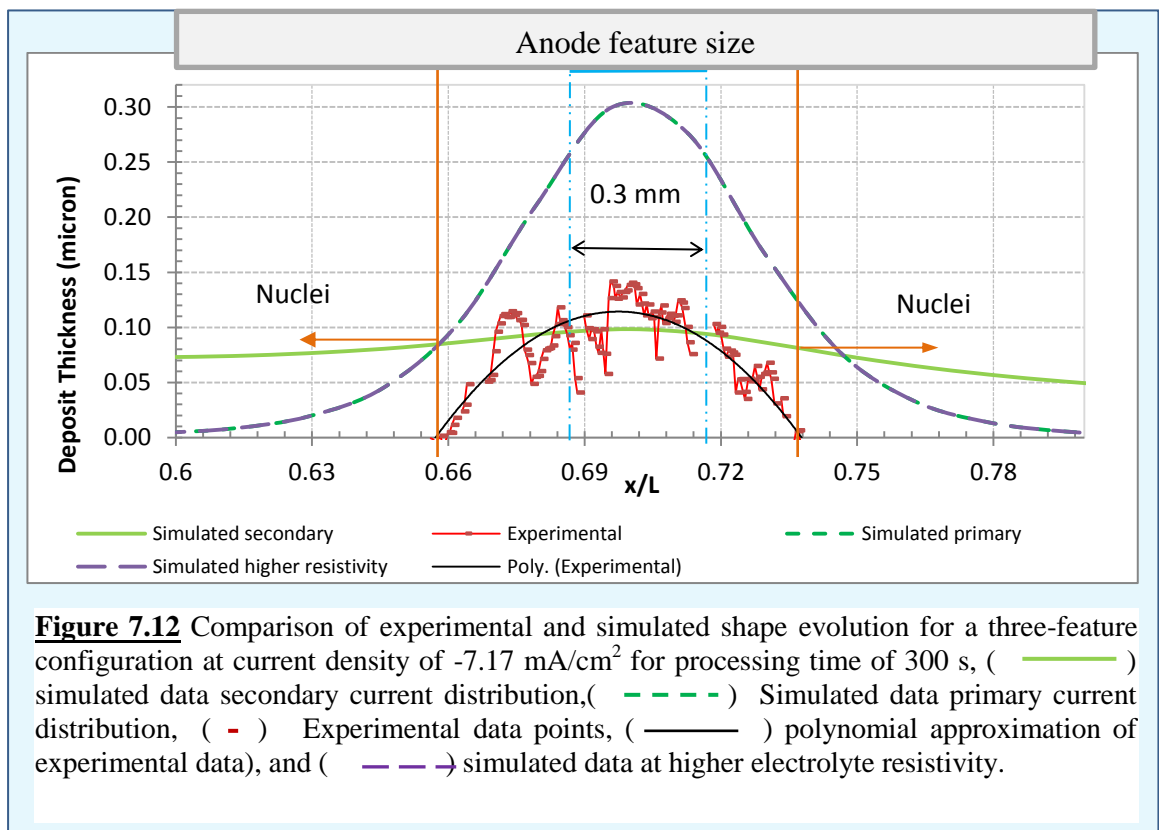 Anode feature size
Deposit Thickness (micron)
0.30
0.25
0.20
0.15
0.10
0.05
0.00
0.3 mm
Nuclei
Nuclei
0.6 0.63 0.66 0.69 0.72 0.75 0.78
x/L
Simulated secondary Experimental Simulated primary
Simulated higher resistivity Poly. (Experimental)
Figure 7.12 Comparison of experimental and simulated shape evolution for a three-feature
configuration at current density of -7.17 mA/cm² for processing time of 300 s, ( )
simulated data secondary current distribution,( ) Simulated data primary current
distribution, ( ) Experimental data points, ( ) polynomial approximation of
experimental data), and ( ) simulated data at higher electrolyte resistivity.